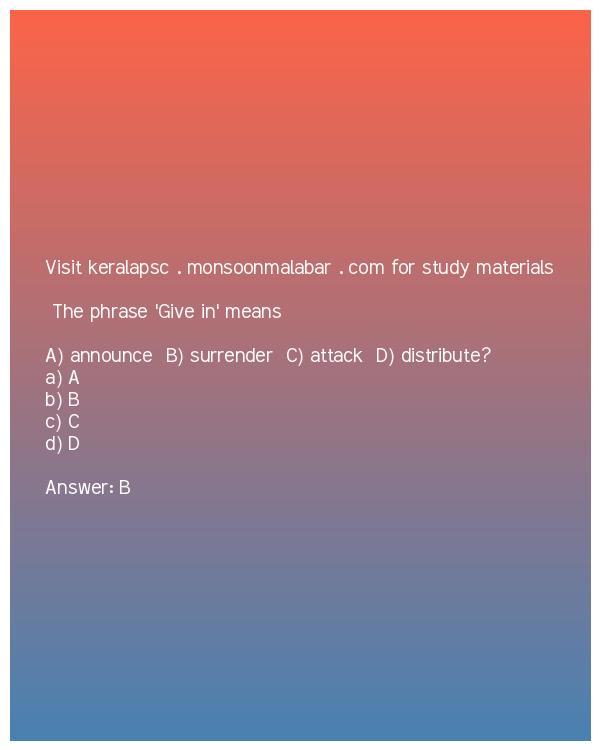 Visit keralapsc . monsoonmalabar . com for study materials
The phrase 'Give in' means
A) announce B) surrender C) attack D) distribute?
a) A
b) B
c) C
d) D
Answer: B